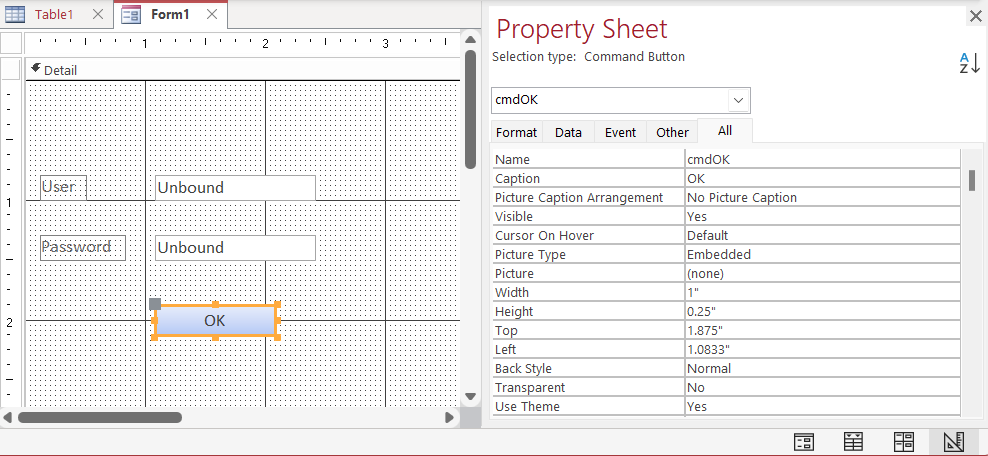 Table1
Form1
1 2 3
Detail
User Unbound
1
Password Unbound
OK
2
Property Sheet
Selection type: Command Button
A
Z
cmdOK
Format Data Event Other All
Name cmdOK
Caption OK
Picture Caption Arrangement No Picture Caption
Visible Yes
Cursor On Hover Default
Picture Type Embedded
Picture (none)
Width 1"
Height 0.25"
Top 1.875"
Left 1.0833"
Back Style Normal
Transparent No
Use Theme Yes